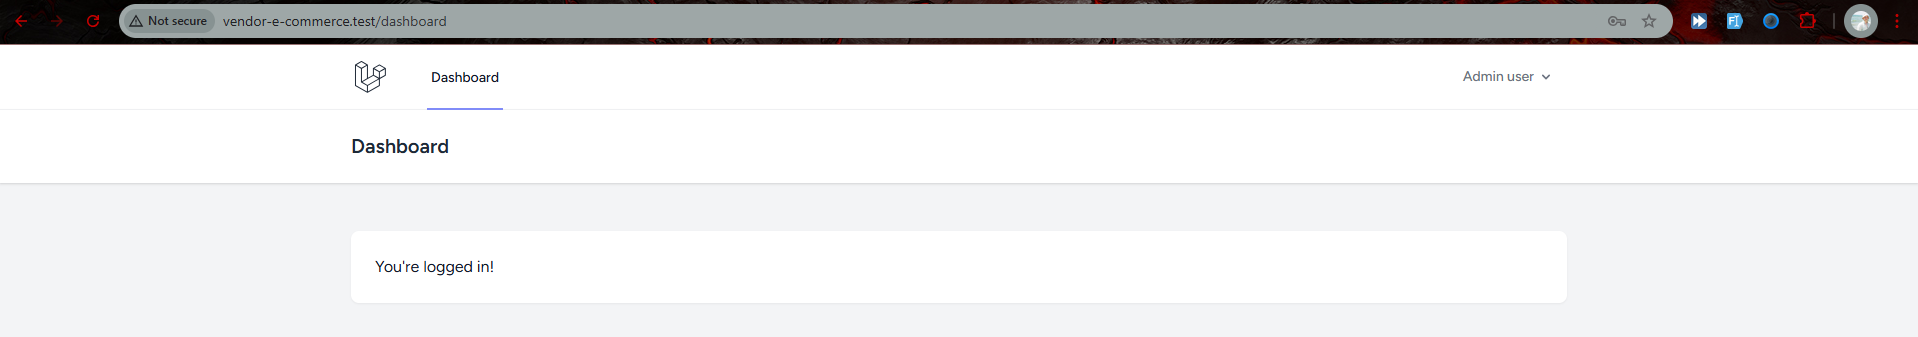 Not secure vendor-e-commerce.test/dashboard
Dashboard Admin user
Dashboard
You're logged in!